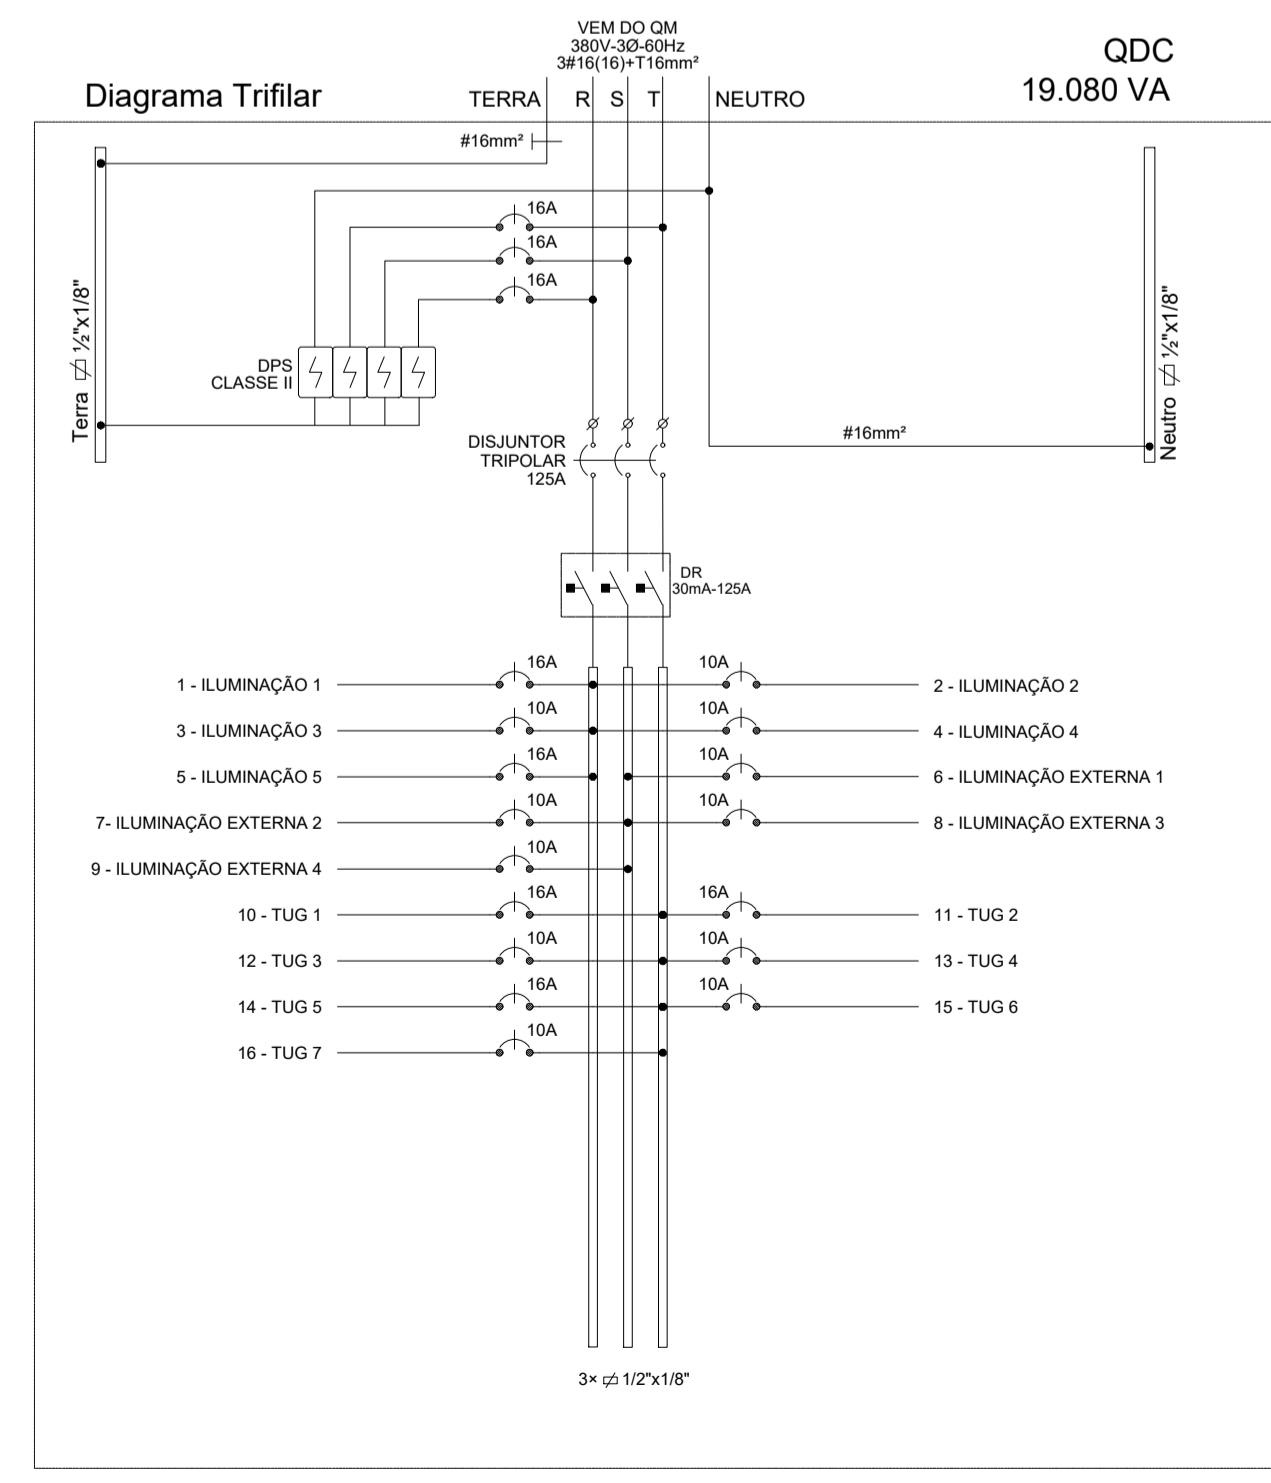 VEM DO QM
380V-3Ø-60Hz
3#16(16)+T16mm²
QDC
19.080 VA
Diagrama Trifilar
TERRA R S T NEUTRO
#16mm²
16A
16A
16A
Terra ½"x1/8"
DPS
CLASSE II
Neutro ½"x1/8"
#16mm²
DISJUNTOR
TRIPOLAR
125A
DR
30mA-125A
16A 10A
1 - ILUMINAÇÃO 1 2 - ILUMINAÇÃO 2
10A 10A
3 - ILUMINAÇÃO 3 4 - ILUMINAÇÃO 4
16A 10A
5 - ILUMINAÇÃO 5 6 - ILUMINAÇÃO EXTERNA 1
10A 10A
7- ILUMINAÇÃO EXTERNA 2 8 - ILUMINAÇÃO EXTERNA 3
10A
9 - ILUMINAÇÃO EXTERNA 4
16A 16A
10 - TUG 1 11 - TUG 2
10A 10A
12 - TUG 3 13 - TUG 4
16A 10A
14 - TUG 5 15 - TUG 6
10A
16 - TUG 7
3× 1/2"x1/8"